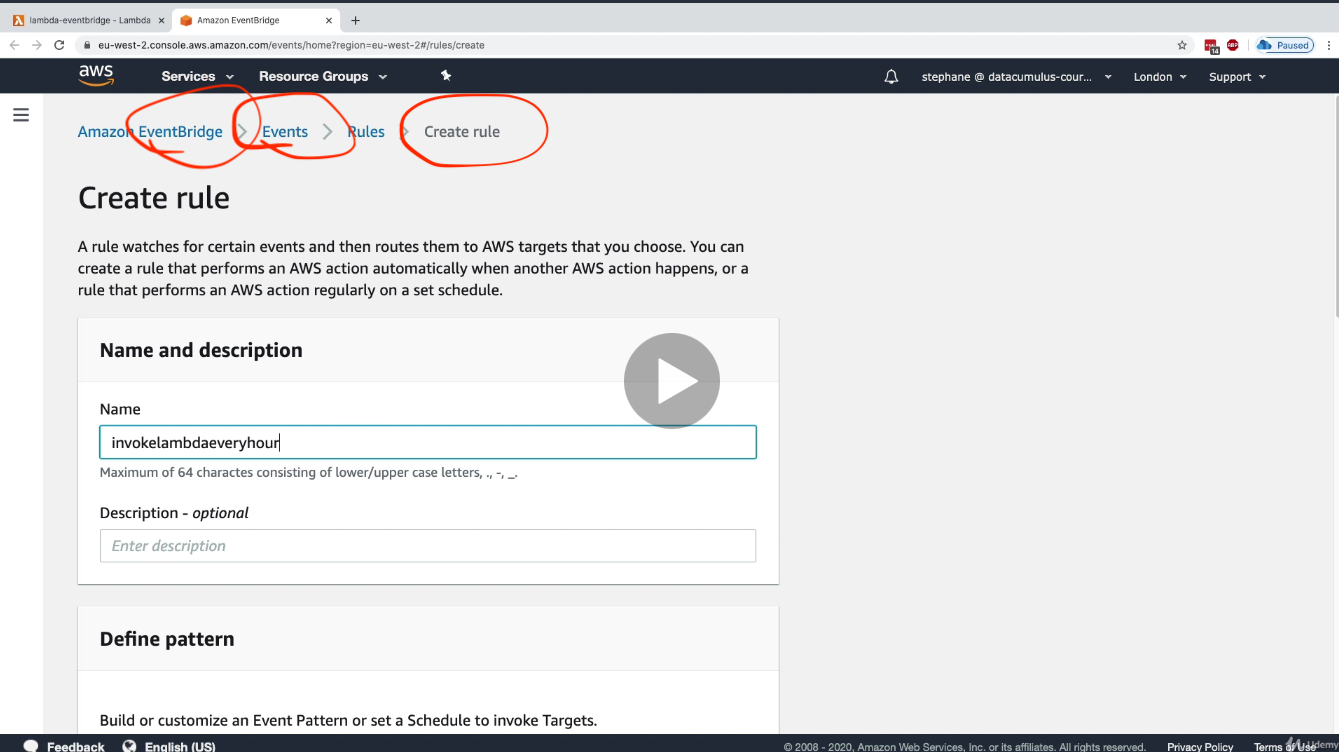 lambda-eventbridge - Lambda
Amazon EventBridge
eu-west-2.console.aws.amazon.com/events/home?region=eu-west-2#/rules/create
14
ABP
Paused
aws
Services
Resource Groups
stephane @ datacumulus-cour...
London
Support
Amazon EventBridge > Events > Rules > Create rule
Create rule
A rule watches for certain events and then routes them to AWS targets that you choose. You can
create a rule that performs an AWS action automatically when another AWS action happens, or a
rule that performs an AWS action regularly on a set schedule.
Name and description
Name
invokelambdaeveryhour
Maximum of 64 charactes consisting of lower/upper case letters, ., -, _.
Description - optional
Enter description
Define pattern
Build or customize an Event Pattern or set a Schedule to invoke Targets.
Feedback
English (US)
© 2008 - 2020, Amazon Web Services, Inc. or its affiliates. All rights reserved.
Privacy Policy
Terms of Use
Udemy